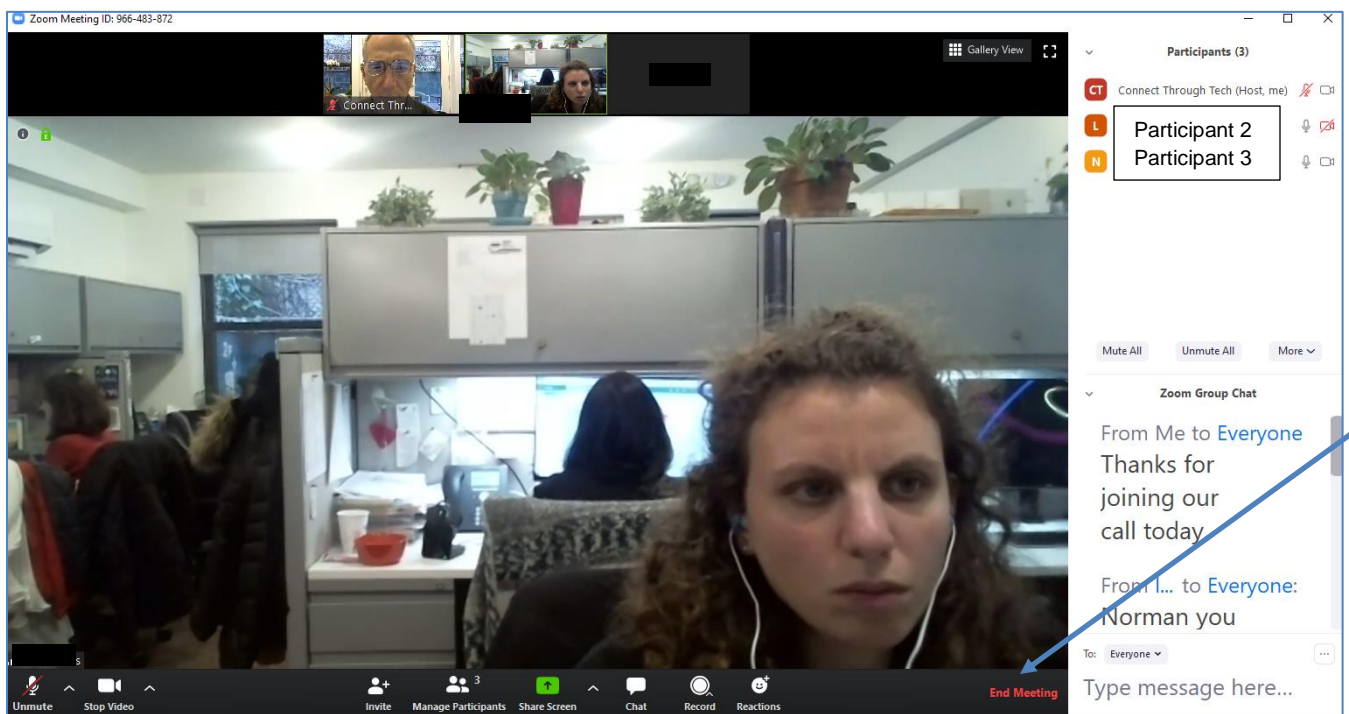 Zoom Meeting ID: 966-483-872
Connect Thr...
Gallery View
Participants (3)
CT Connect Through Tech (Host, me)
L Participant 2
N Participant 3
Mute All Unmute All More
Zoom Group Chat
From Me to Everyone
Thanks for
joining our
call today
From l... to Everyone:
Norman you
To: Everyone
Type message here...
s
Unmute Stop Video Invite Manage Participants 3 Share Screen Chat Record Reactions End Meeting